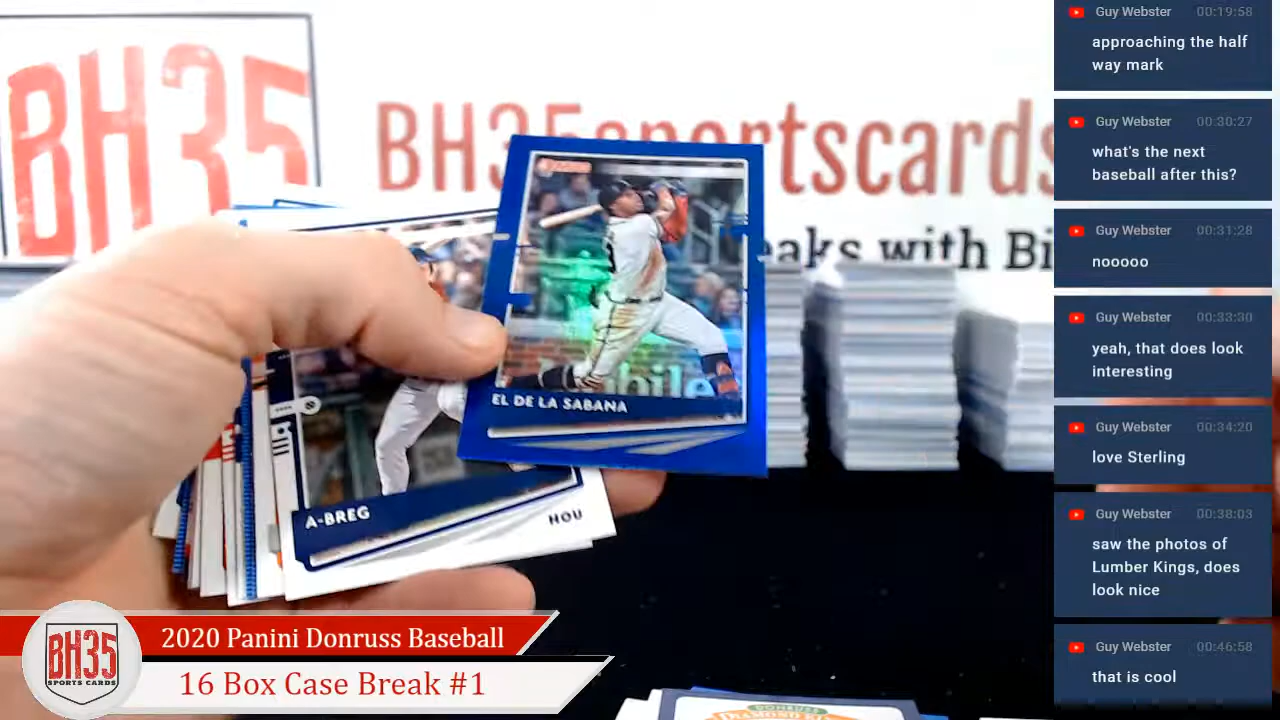 BH35
BH35sportscards
eaks with Bi
EL DE LA SABANA
A-BREG
HOU
DONRUSS
BH35
SPORTS CARDS
2020 Panini Donruss Baseball
16 Box Case Break #1
Guy Webster 00:19:58
approaching the half
way mark
Guy Webster 00:30:27
what's the next
baseball after this?
Guy Webster 00:31:28
nooooo
Guy Webster 00:33:30
yeah, that does look
interesting
Guy Webster 00:34:20
love Sterling
Guy Webster 00:38:03
saw the photos of
Lumber Kings, does
look nice
Guy Webster 00:46:58
that is cool